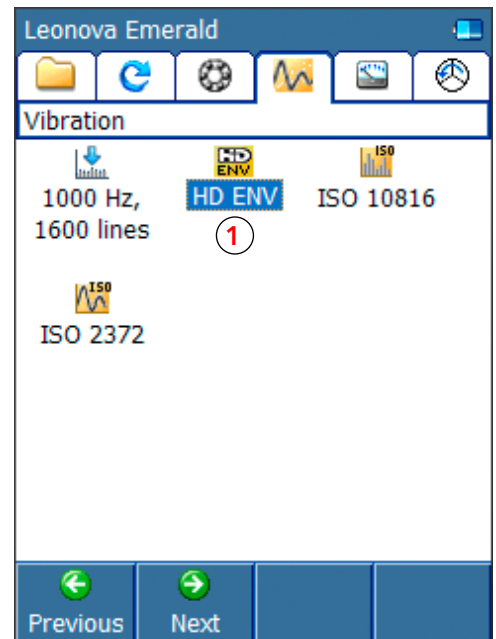 Leonova Emerald
Vibration
ISO
HD
ENV
1000 Hz,
1600 lines
HD ENV
ISO 10816
1
ISO
ISO 2372
Previous
Next